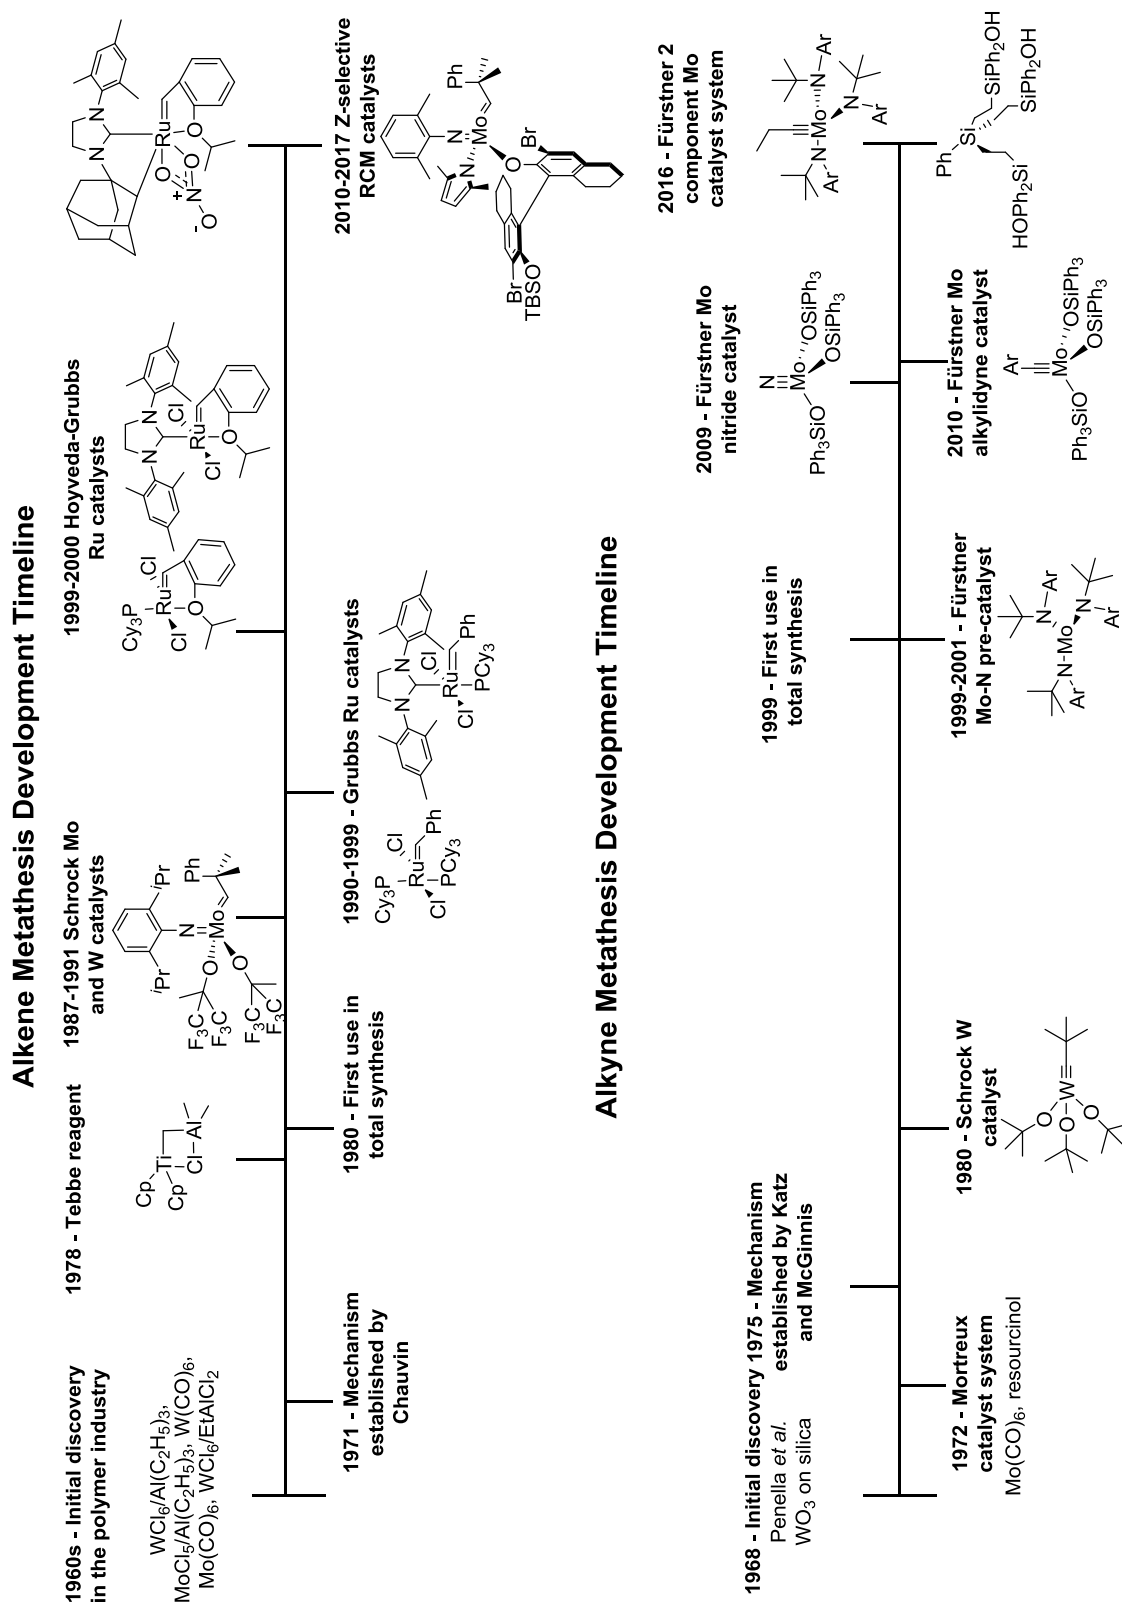 Alkene Metathesis Development Timeline
1960s - Initial discovery
in the polymer industry
WCl6/Al(C2H5)3,
MoCl5/Al(C2H5)3, W(CO)6,
Mo(CO)6, WCl6/EtAlCl2
1971 - Mechanism
established by
Chauvin
1978 - Tebbe reagent
Cp
Cp
Ti
Cl
Al
1980 - First use in
total synthesis
1987-1991 Schrock Mo
and W catalysts
iPr
iPr
N
Mo
Ph
O
O
F3C
F3C
F3C
F3C
1990-1999 - Grubbs Ru catalysts
Cy3P
Cl
Ru
Cl
Ph
PCy3
N
N
Cl
Ru
Cl
Ph
PCy3
1999-2000 Hoyveda-Grubbs
Ru catalysts
Cy3P
Cl
Ru
Cl
O
N
N
Cl
Ru
Cl
O
2010-2017 Z-selective
RCM catalysts
N
N
Ru
O
O
O
N+
-O
N
Mo
Ph
N
O
Br
Br
TBSO
Alkyne Metathesis Development Timeline
1968 - Initial discovery
Penella et al.
WO3 on silica
1972 - Mortreux
catalyst system
Mo(CO)6, resourcinol
1975 - Mechanism
established by Katz
and McGinnis
1980 - Schrock W
catalyst
O
O
O
W
1999 - First use in
total synthesis
1999-2001 - Fürstner
Mo-N pre-catalyst
N
Ar
Mo
N
Ar
N
Ar
2009 - Fürstner Mo
nitride catalyst
N
Mo
Ph3SiO
OSiPh3
OSiPh3
2010 - Fürstner Mo
alkylidyne catalyst
Ar
Mo
Ph3SiO
OSiPh3
OSiPh3
2016 - Fürstner 2
component Mo
catalyst system
Mo
N
Ar
N
Ar
N
Ar
Ph
Si
SiPh2OH
SiPh2OH
HOPh2Si